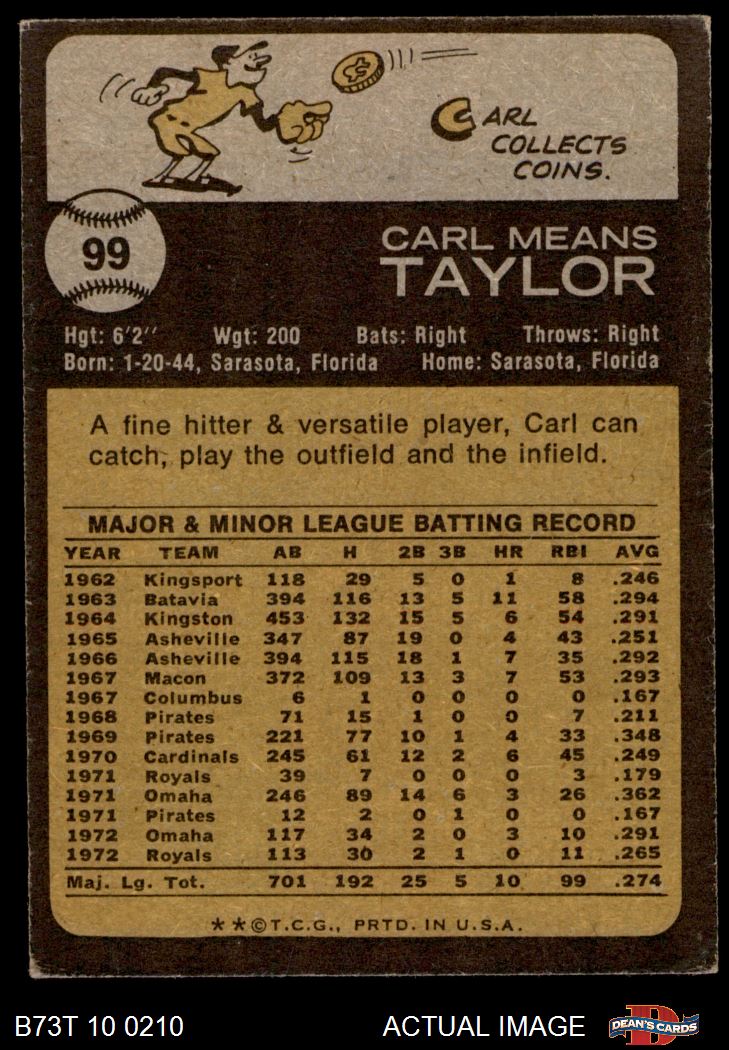 CARL
COLLECTS
COINS.
99
CARL MEANS
TAYLOR
Hgt: 6'2'' Wgt: 200 Bats: Right Throws: Right
Born: 1-20-44, Sarasota, Florida Home: Sarasota, Florida
A fine hitter & versatile player, Carl can
catch, play the outfield and the infield.
MAJOR & MINOR LEAGUE BATTING RECORD
YEAR TEAM AB H 2B 3B HR RBI AVG
1962 Kingsport 118 29 5 0 1 8 .246
1963 Batavia 394 116 13 5 11 58 .294
1964 Kingston 453 132 15 5 6 54 .291
1965 Asheville 347 87 19 0 4 43 .251
1966 Asheville 394 115 18 1 7 35 .292
1967 Macon 372 109 13 3 7 53 .293
1967 Columbus 6 1 0 0 0 0 .167
1968 Pirates 71 15 1 0 0 7 .211
1969 Pirates 221 77 10 1 4 33 .348
1970 Cardinals 245 61 12 2 6 45 .249
1971 Royals 39 7 0 0 0 3 .179
1971 Omaha 246 89 14 6 3 26 .362
1971 Pirates 12 2 0 1 0 0 .167
1972 Omaha 117 34 2 0 3 10 .291
1972 Royals 113 30 2 1 0 11 .265
Maj. Lg. Tot. 701 192 25 5 10 99 .274
**©T.C.G., PRTD. IN U.S.A.
B73T 10 0210 ACTUAL IMAGE DEAN'S CARDS